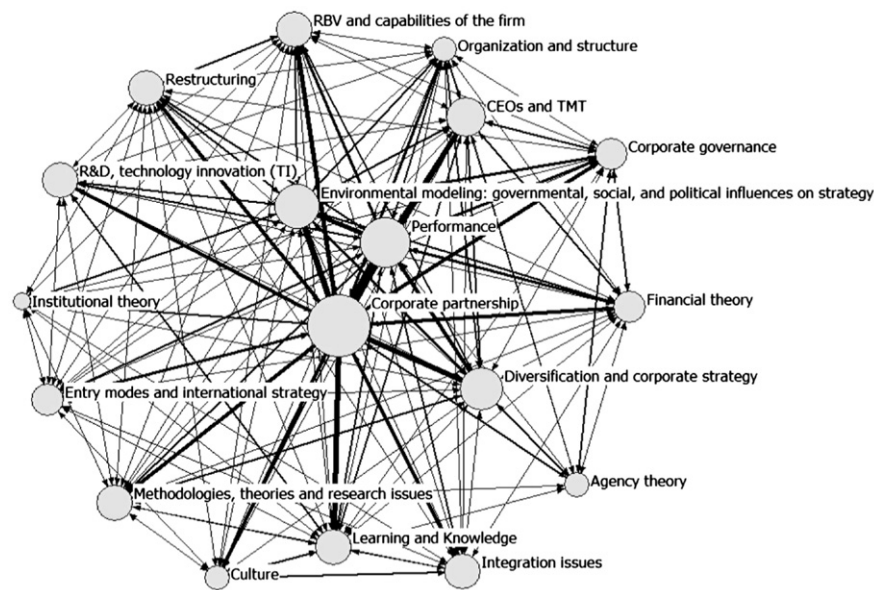 RBV and capabilities of the firm
Organization and structure
Restructuring
CEOs and TMT
Corporate governance
R&D, technology innovation (TI)
Environmental modeling: governmental, social, and political influences on strategy
Performance
Institutional theory
Corporate partnership
Financial theory
Diversification and corporate strategy
Entry modes and international strategy
Agency theory
Methodologies, theories and research issues
Learning and Knowledge
Integration issues
Culture